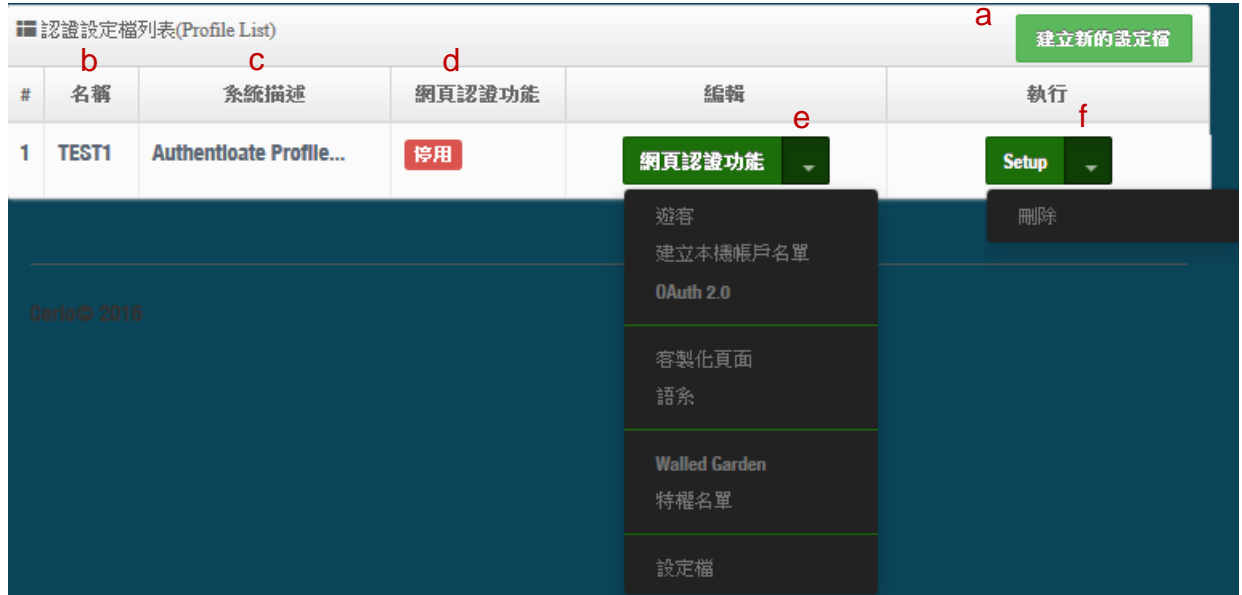 a
認證設定檔列表(Profile List)
建立新的設定檔
b c d
# 名稱 系統描述 網頁認證功能 編輯 執行
e f
1 TEST1 Authentioate Profile... 停用 網頁認證功能 Setup
遊客 刪除
建立本機帳戶名單
OAuth 2.0
Cerio© 2016
客製化頁面
語系
Walled Garden
特權名單
設定檔